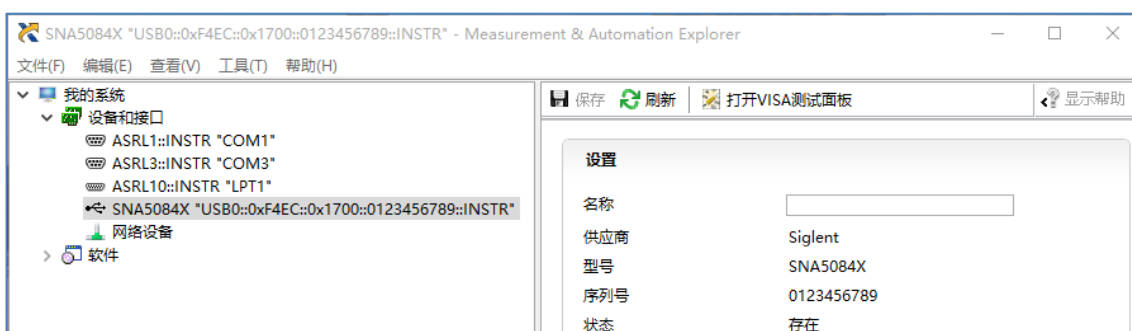 SNA5084X "USB0::0xF4EC::0x1700::0123456789::INSTR" - Measurement & Automation Explorer
文件(F) 编辑(E) 查看(V) 工具(T) 帮助(H)
我的系统
设备和接口
ASRL1::INSTR "COM1"
ASRL3::INSTR "COM3"
ASRL10::INSTR "LPT1"
SNA5084X "USB0::0xF4EC::0x1700::0123456789::INSTR"
网络设备
软件
保存 刷新 打开VISA测试面板 显示帮助
设置
名称
供应商 Siglent
型号 SNA5084X
序列号 0123456789
状态 存在